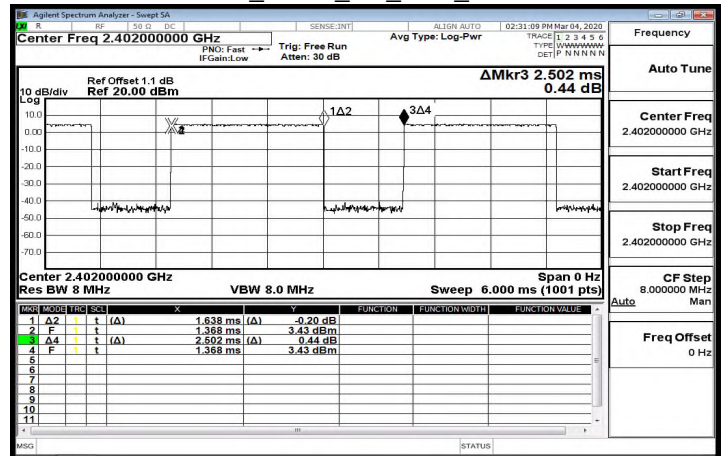 Agilent Spectrum Analyzer - Swept SA
LXI R RF 50 Ω DC SENSE:INT ALIGN AUTO 02:31:09 PM Mar 04, 2020
Center Freq 2.402000000 GHz
PNO: Fast Trig: Free Run
IFGain:Low Atten: 30 dB
Avg Type: Log-Pwr
TRACE 1 2 3 4 5 6
TYPE WWWWWW
DET P N N N N N
Ref Offset 1.1 dB
10 dB/div Ref 20.00 dBm
Log
ΔMkr3 2.502 ms
0.44 dB
1Δ2
3Δ4
10.0
0.00
-10.0
-20.0
-30.0
-40.0
-50.0
-60.0
-70.0
Center 2.402000000 GHz Span 0 Hz
Res BW 8 MHz VBW 8.0 MHz Sweep 6.000 ms (1001 pts)
MKR MODE TRC SCL X Y FUNCTION FUNCTION WIDTH FUNCTION VALUE
1 Δ2 1 t (Δ) 1.638 ms (Δ) -0.20 dB
2 F 1 t 1.368 ms 3.43 dBm
3 Δ4 1 t (Δ) 2.502 ms (Δ) 0.44 dB
4 F 1 t 1.368 ms 3.43 dBm
5
6
7
8
9
10
11
MSG STATUS
Frequency
Auto Tune
Center Freq
2.402000000 GHz
Start Freq
2.402000000 GHz
Stop Freq
2.402000000 GHz
CF Step
8.000000 MHz
Auto Man
Freq Offset
0 Hz